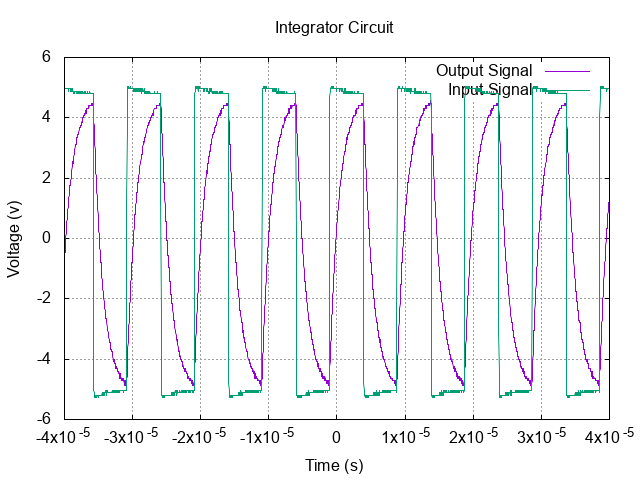 Integrator Circuit
Output Signal
Input Signal
Voltage (v)
6
4
2
0
-2
-4
-6
-4x10⁻⁵ -3x10⁻⁵ -2x10⁻⁵ -1x10⁻⁵ 0 1x10⁻⁵ 2x10⁻⁵ 3x10⁻⁵ 4x10⁻⁵
Time (s)